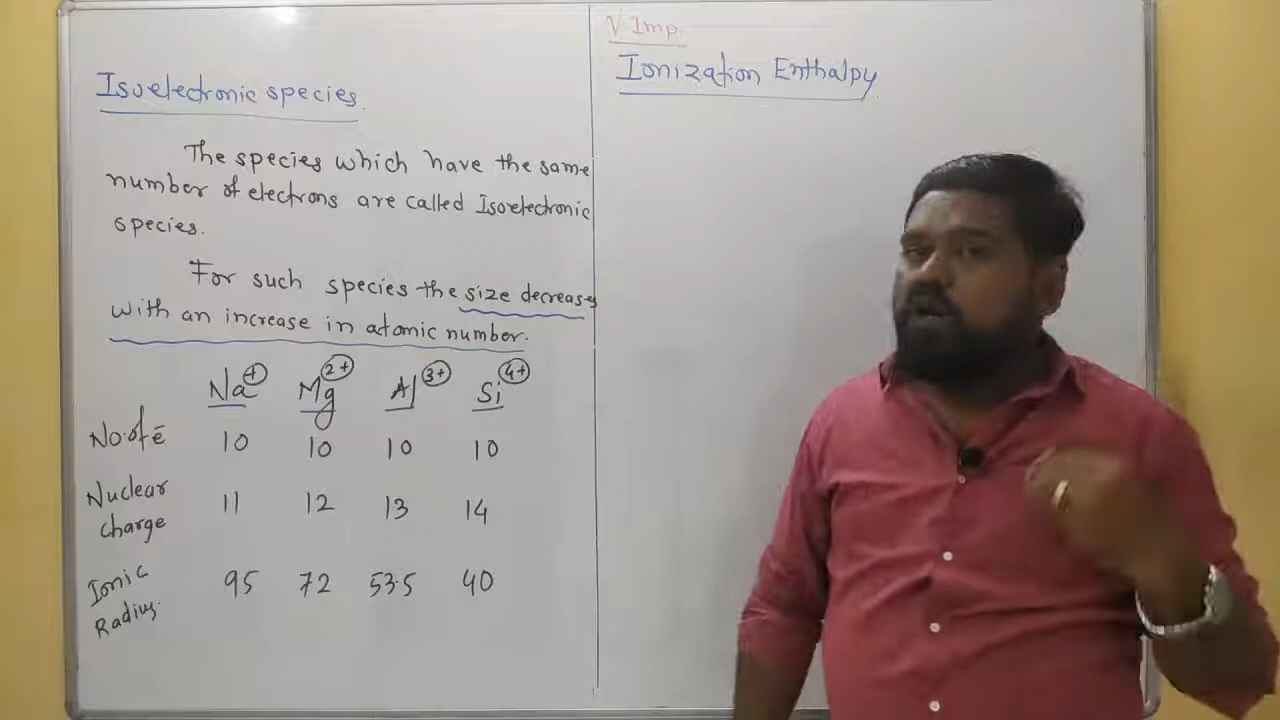 Isoelectronic species.
The species which have the same
number of electrons are called Isoelectronic
species.
For such species the size decreases
with an increase in atomic number.
Na+ Mg2+ Al3+ Si4+
No.of ē 10 10 10 10
Nuclear
charge 11 12 13 14
Ionic
Radius. 95 72 53.5 40
V.Imp.
Ionization Enthalpy